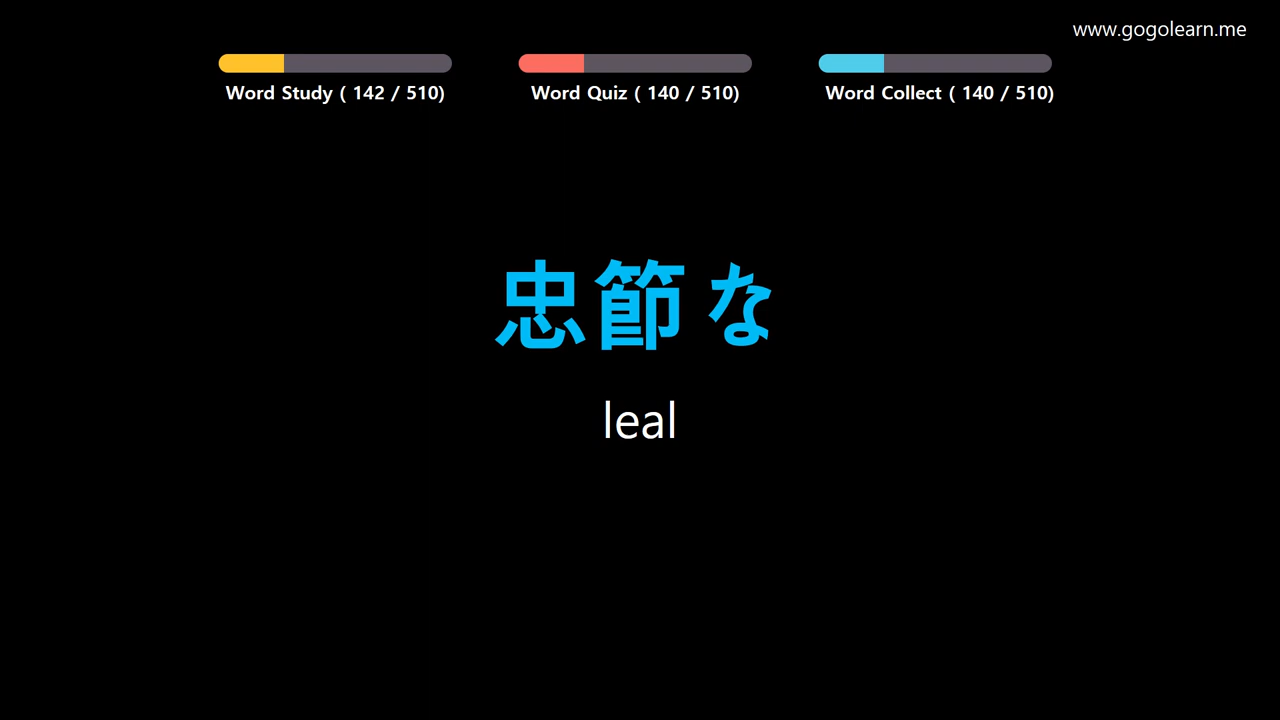 www.gogolearn.me
Word Study ( 142 / 510)
Word Quiz ( 140 / 510)
Word Collect ( 140 / 510)
忠節な
leal